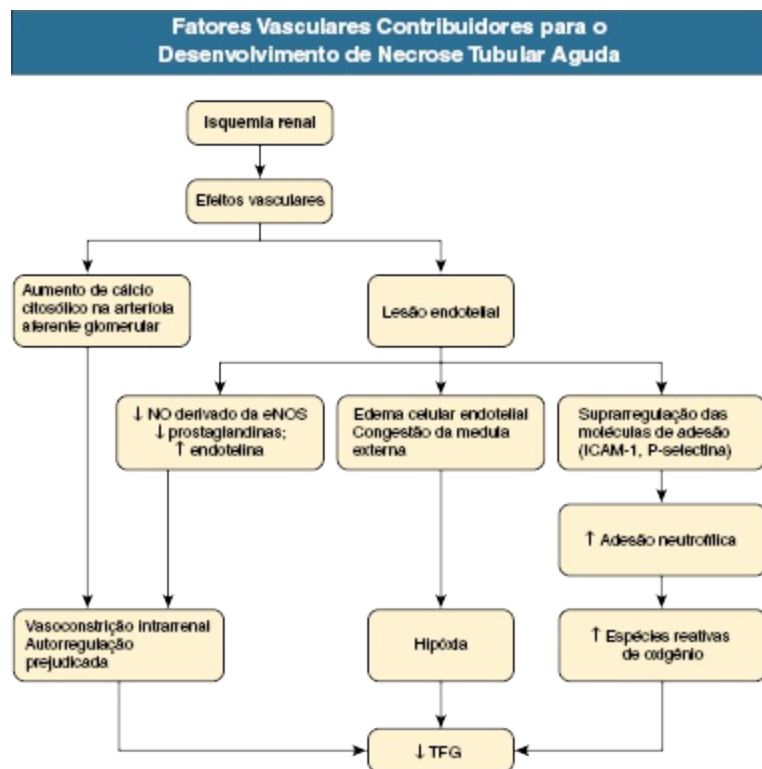 Fatores Vasculares Contribuidores para o
Desenvolvimento de Necrose Tubular Aguda
Isquemia renal
Efeitos vasculares
Aumento de cálcio
citosólico na arteríola
aferente glomerular
Lesão endotelial
↓ NO derivado da eNOS
↓ prostaglandinas;
↑ endotelina
Edema celular endotelial
Congestão da medula
externa
Suprarregulação das
moléculas de adesão
(ICAM-1, P-selectina)
↑ Adesão neutrofílica
Vasoconstrição intrarrenal
Autorregulação
prejudicada
Hipóxia
↑ Espécies reativas
de oxigênio
↓ TFG